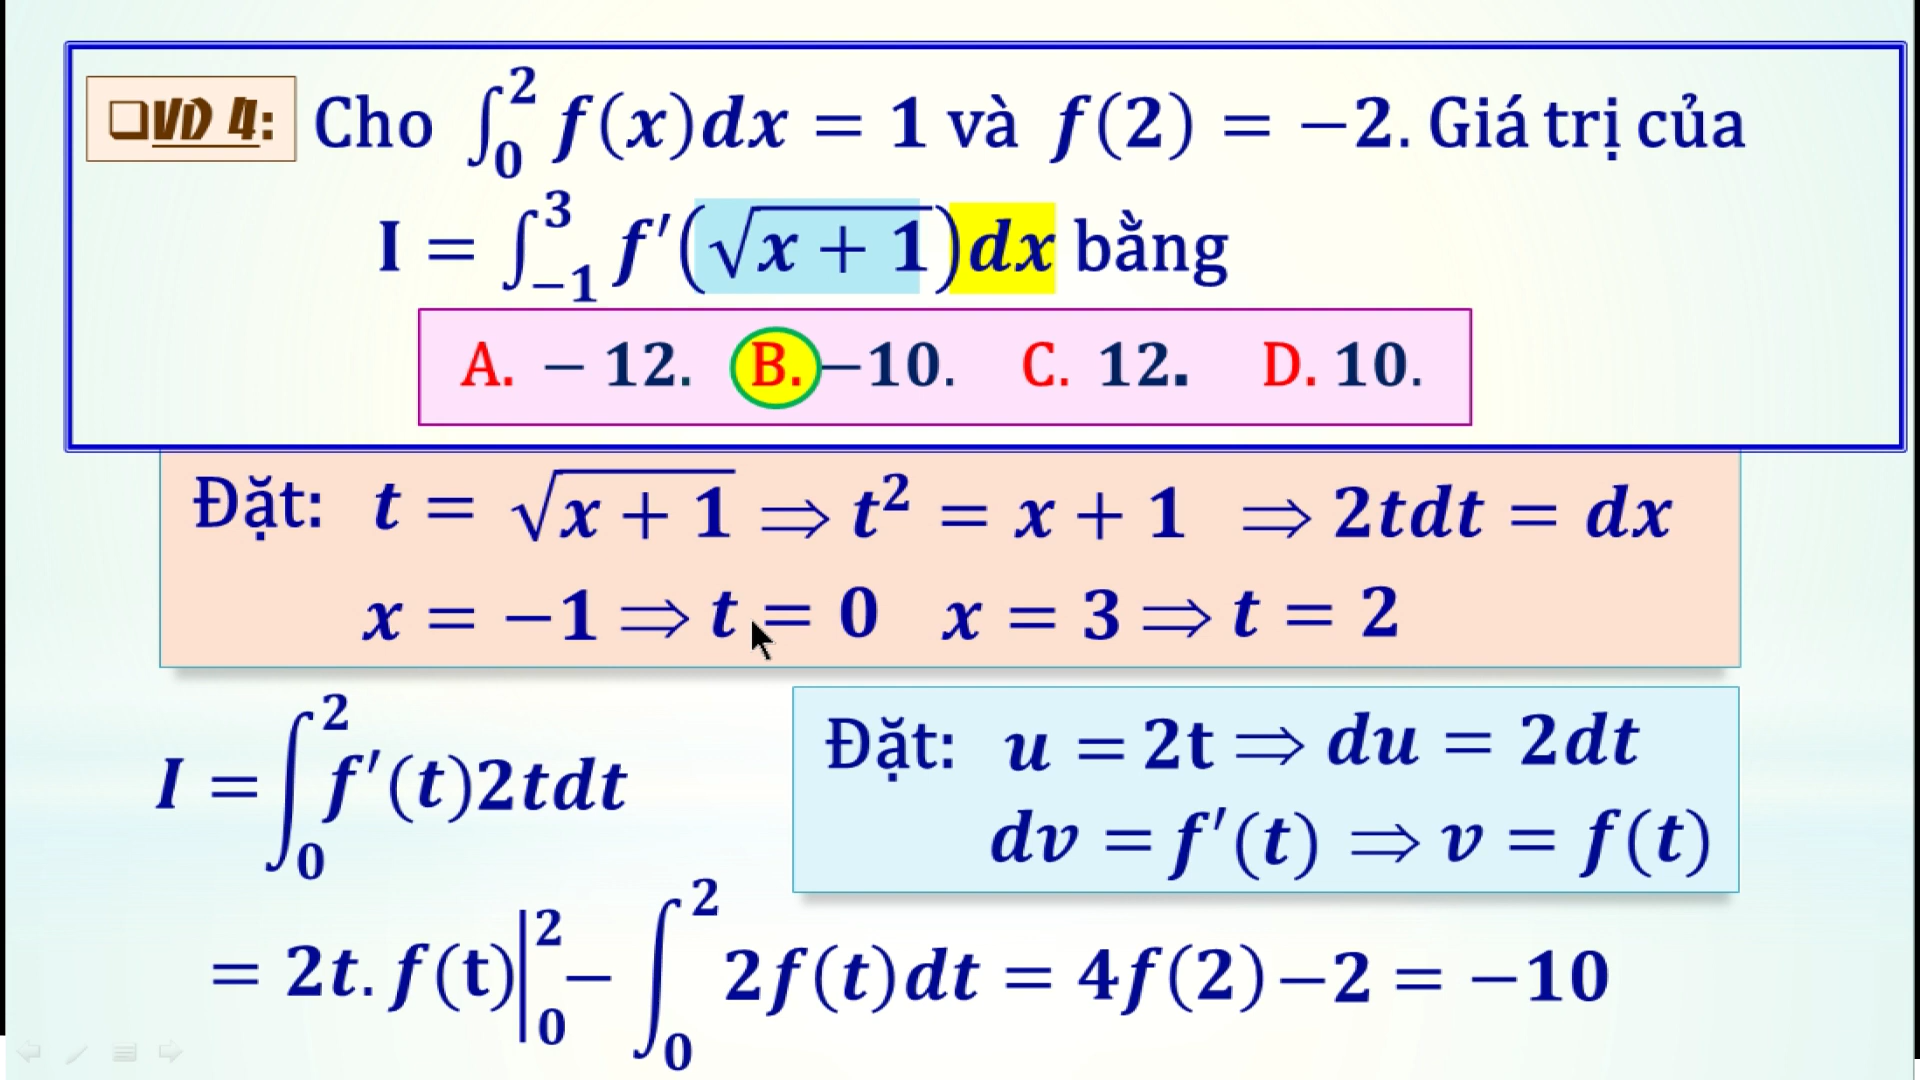 ❑VD 4: Cho ∫₀² f(x)dx = 1 và f(2) = −2. Giá trị của
I = ∫₋₁³ f′(√(x + 1))dx bằng
A. − 12. B. −10. C. 12. D. 10.
Đặt: t = √(x + 1) ⇒ t² = x + 1 ⇒ 2tdt = dx
x = −1 ⇒ t = 0 x = 3 ⇒ t = 2
I = ∫₀² f′(t)2tdt
Đặt: u = 2t ⇒ du = 2dt
dv = f′(t) ⇒ v = f(t)
= 2t. f(t)|₀² − ∫₀² 2f(t)dt = 4f(2) − 2 = −10